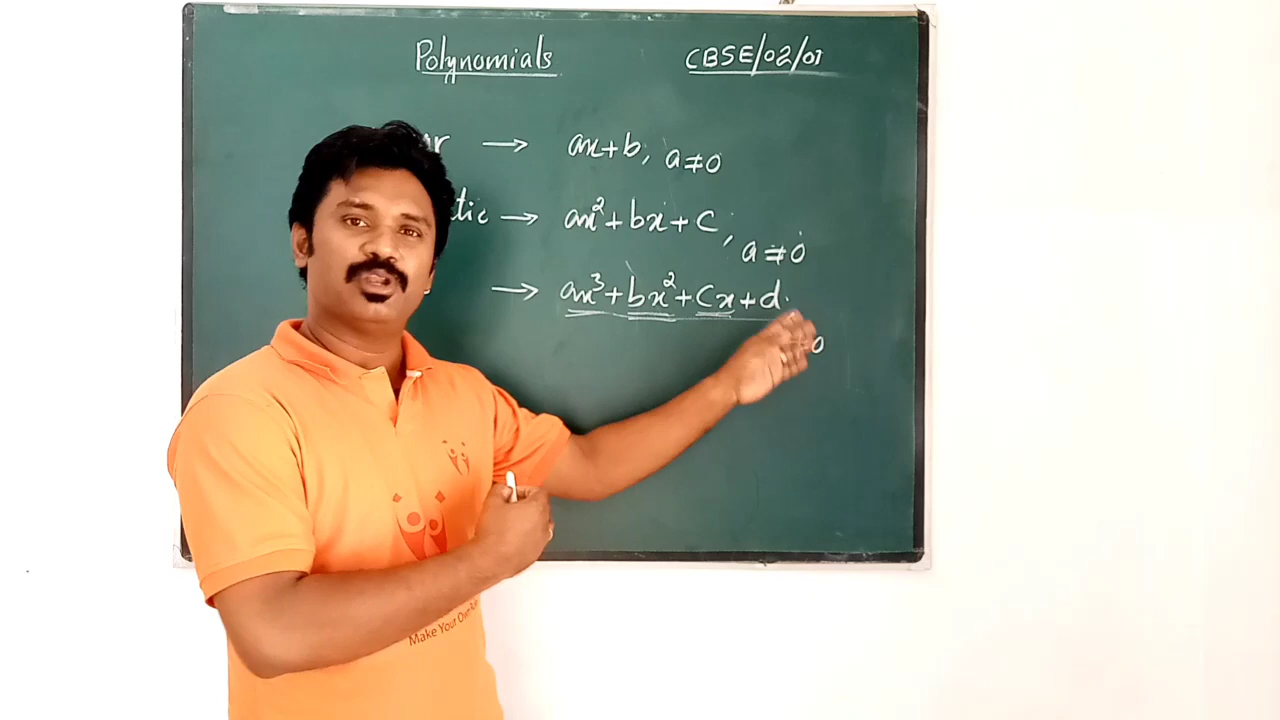 Polynomials CBSE/02/01
→ ax+b, a≠0
→ ax²+bx+c, a≠0
→ ax³+bx²+cx+d
Make Your Own